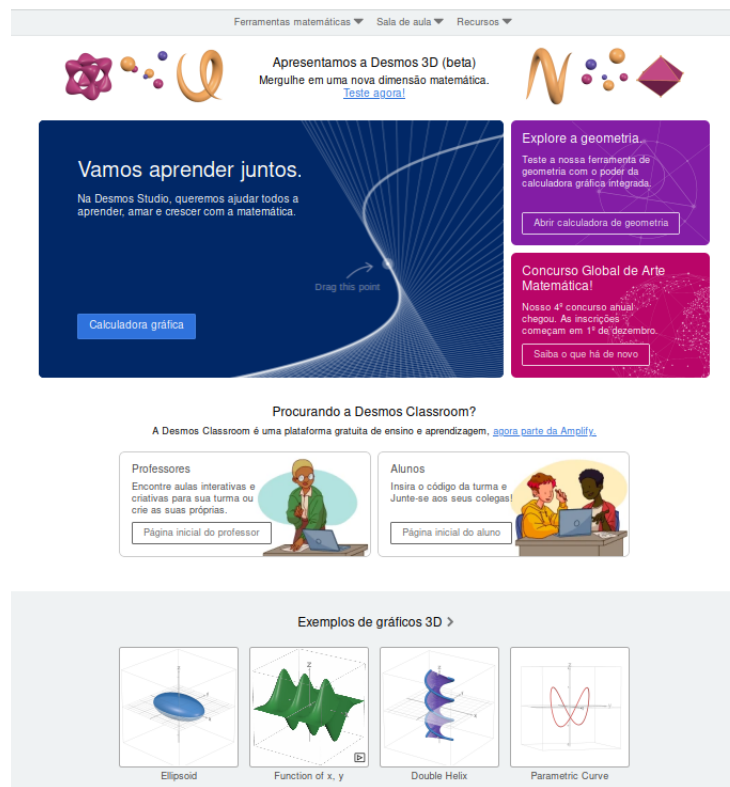 Ferramentas matemáticas Sala de aula Recursos
Apresentamos a Desmos 3D (beta)
Mergulhe em uma nova dimensão matemática.
Teste agora!
Vamos aprender juntos.
Na Desmos Studio, queremos ajudar todos a
aprender, amar e crescer com a matemática.
Drag this point
Calculadora gráfica
Explore a geometria.
Teste a nossa ferramenta de
geometria com o poder da
calculadora gráfica integrada.
Abrir calculadora de geometria
Concurso Global de Arte
Matemática!
Nosso 4º concurso anual
chegou. As inscrições
começam em 1º de dezembro.
Saiba o que há de novo
Procurando a Desmos Classroom?
A Desmos Classroom é uma plataforma gratuita de ensino e aprendizagem, agora parte da Amplify.
Professores
Encontre aulas interativas e
criativas para sua turma ou
crie as suas próprias.
Página inicial do professor
Alunos
Insira o código da turma e
Junte-se aos seus colegas!
Página inicial do aluno
Exemplos de gráficos 3D
Ellipsoid
Function of x, y
Double Helix
Parametric Curve